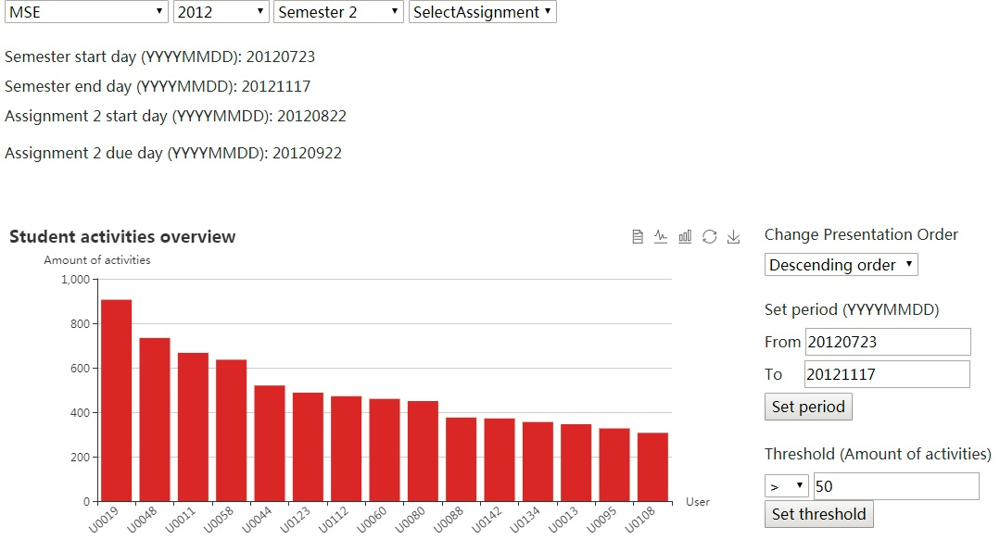 MSE 2012 Semester 2 SelectAssignment
Semester start day (YYYYMMDD): 20120723
Semester end day (YYYYMMDD): 20121117
Assignment 2 start day (YYYYMMDD): 20120822
Assignment 2 due day (YYYYMMDD): 20120922
Student activities overview
Amount of activities
1,000
800
600
400
200
0
U0019 U0048 U0011 U0058 U0044 U0123 U0112 U0060 U0080 U0088 U0142 U0134 U0013 U0095 U0108
User
Change Presentation Order
Descending order
Set period (YYYYMMDD)
From 20120723
To 20121117
Set period
Threshold (Amount of activities)
> 50
Set threshold